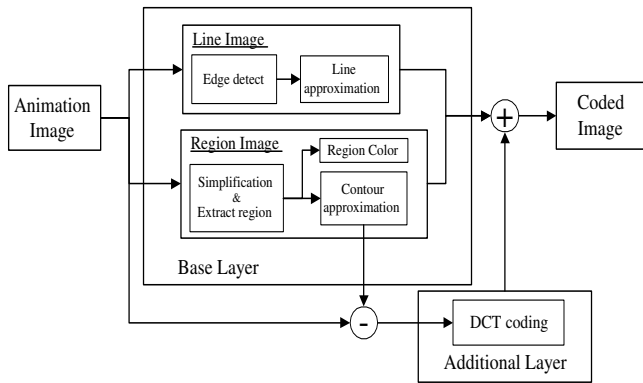 Line Image
Edge detect
Line
approximation
Animation
Image
Coded
Image
+
Region Image
Region Color
Simplification
&
Extract region
Contour
approximation
Base Layer
-
DCT coding
Additional Layer